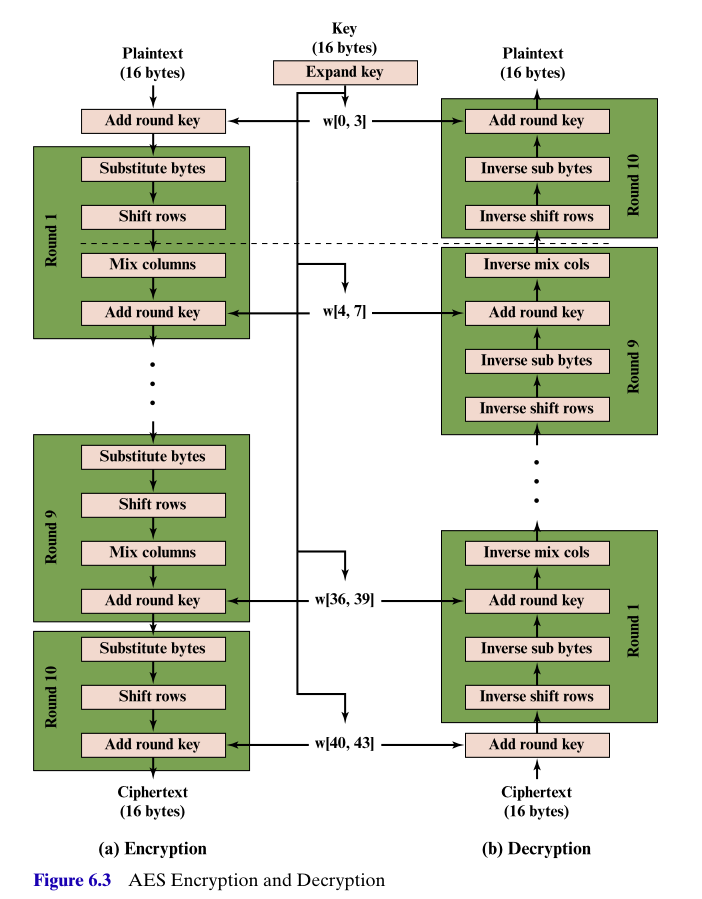 Key
(16 bytes)
Expand key
Plaintext
(16 bytes)
Add round key
Round 1
Substitute bytes
Shift rows
Mix columns
Add round key
Round 9
Substitute bytes
Shift rows
Mix columns
Add round key
Round 10
Substitute bytes
Shift rows
Add round key
Ciphertext
(16 bytes)
(a) Encryption
w[0, 3]
w[4, 7]
w[36, 39]
w[40, 43]
Plaintext
(16 bytes)
Add round key
Inverse sub bytes
Inverse shift rows
Round 10
Inverse mix cols
Add round key
Inverse sub bytes
Inverse shift rows
Round 9
Inverse mix cols
Add round key
Inverse sub bytes
Inverse shift rows
Round 1
Add round key
Ciphertext
(16 bytes)
(b) Decryption
Figure 6.3 AES Encryption and Decryption